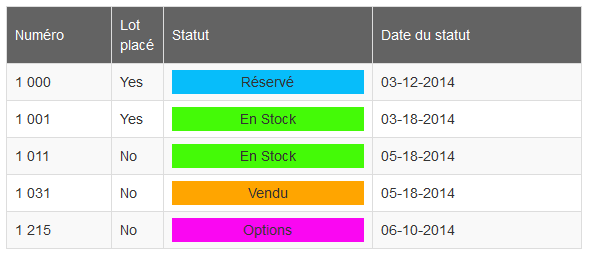 Numéro Lot placé Statut Date du statut
1 000 Yes Réservé 03-12-2014
1 001 Yes En Stock 03-18-2014
1 011 No En Stock 05-18-2014
1 031 No Vendu 05-18-2014
1 215 No Options 06-10-2014